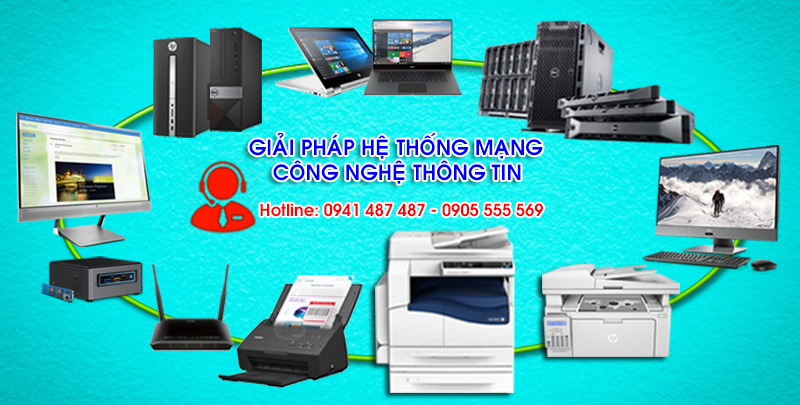 GIẢI PHÁP HỆ THỐNG MẠNG
CÔNG NGHỆ THÔNG TIN
Hotline: 0941 487 487 - 0905 555 569